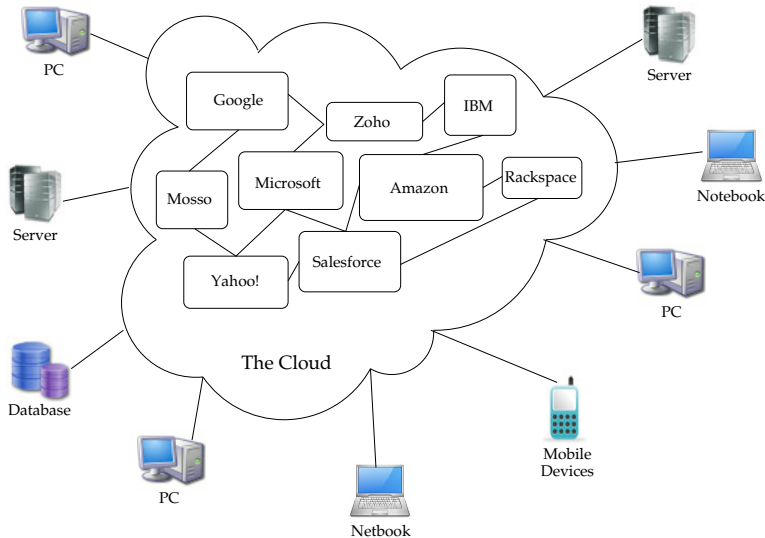 PC
Server
Google
Zoho
IBM
Mosso
Microsoft
Amazon
Rackspace
Notebook
Server
Yahoo!
Salesforce
PC
The Cloud
Database
PC
Mobile
Devices
Netbook